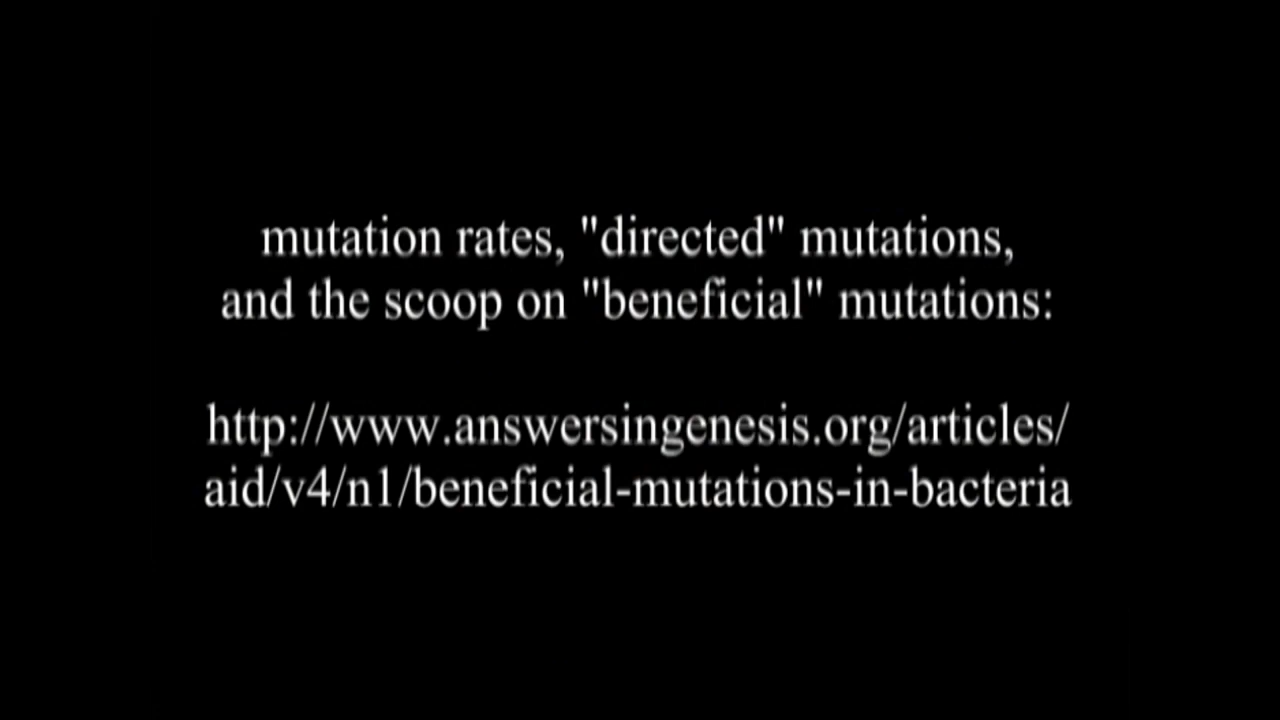 mutation rates, "directed" mutations,
and the scoop on "beneficial" mutations:
http://www.answersingenesis.org/articles/
aid/v4/n1/beneficial-mutations-in-bacteria